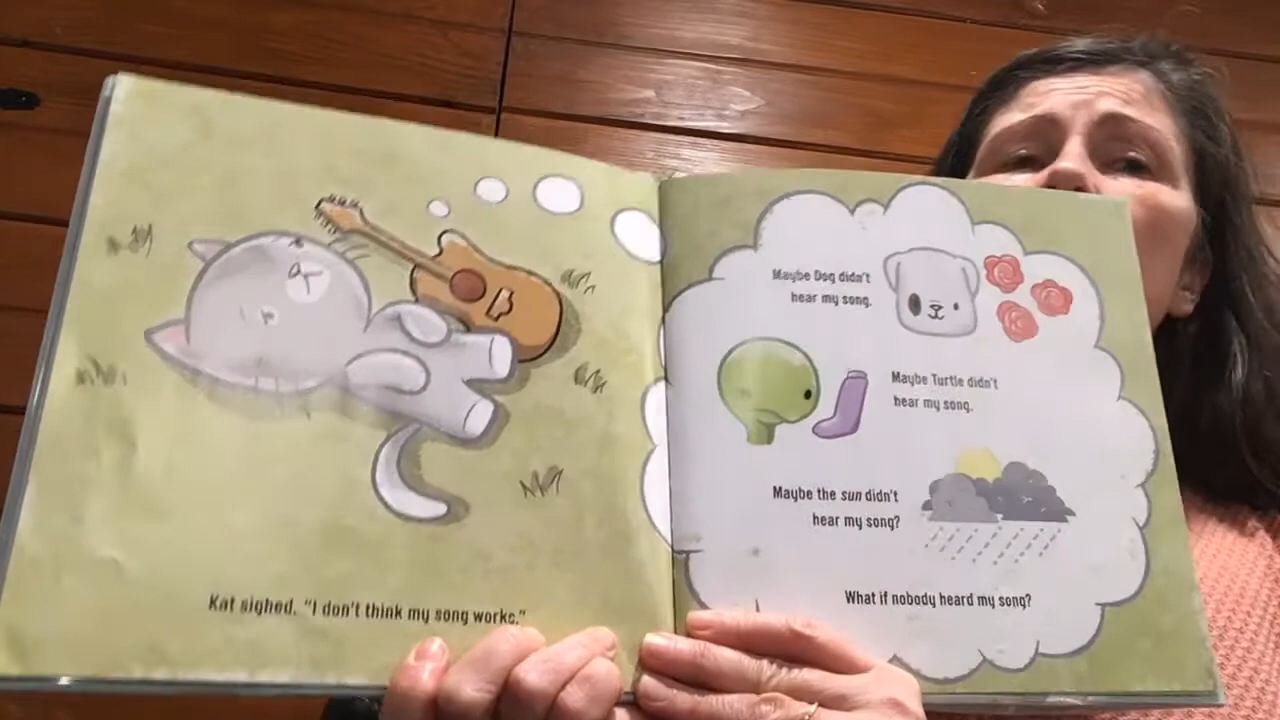 Kat sighed. "I don't think my song works."
Maybe Dog didn't
hear my song.
Maybe Turtle didn't
hear my song.
Maybe the sun didn't
hear my song?
What if nobody heard my song?